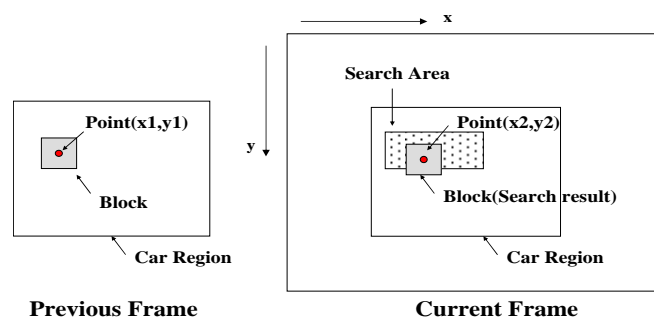 x
y
Point(x1,y1)
Block
Car Region
Previous Frame
Search Area
Point(x2,y2)
Block(Search result)
Car Region
Current Frame